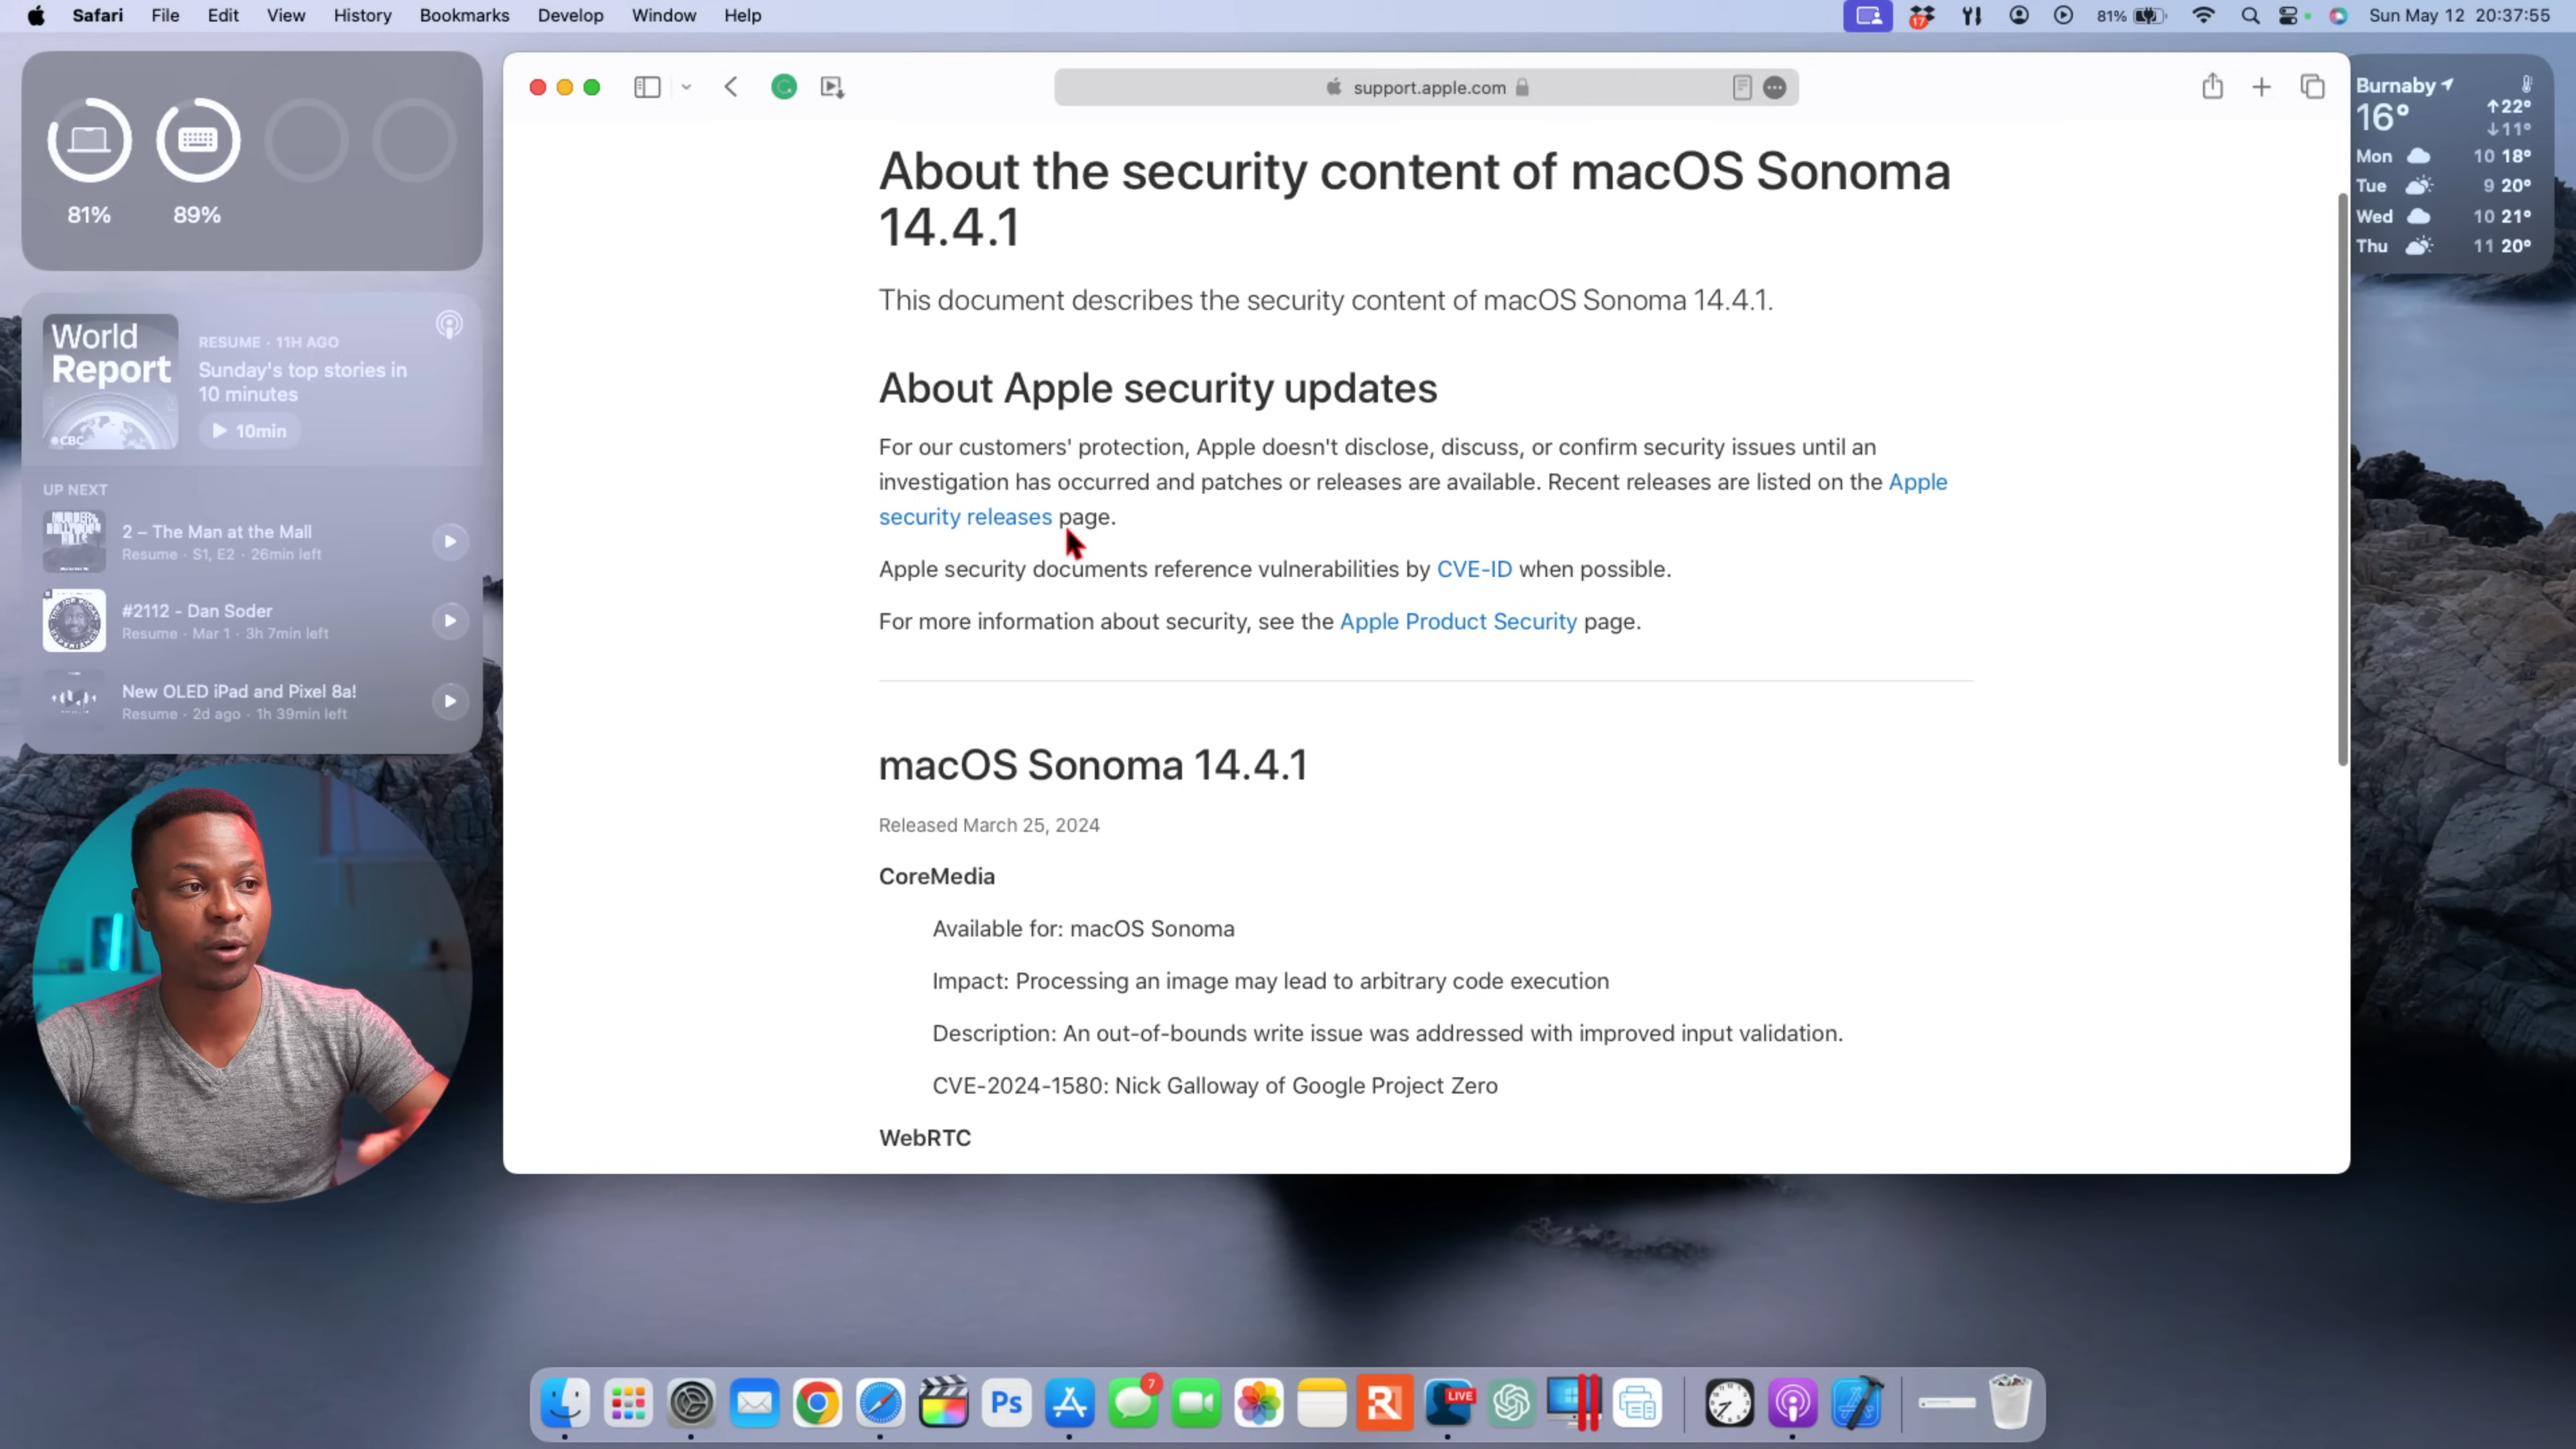 Safari File Edit View History Bookmarks Develop Window Help
17 81% Sun May 12 20:37:55
81% 89%
World
Report
CBC
RESUME · 11H AGO
Sunday's top stories in
10 minutes
10min
UP NEXT
2 – The Man at the Mall
Resume · S1, E2 · 26min left
#2112 - Dan Soder
Resume · Mar 1 · 3h 7min left
New OLED iPad and Pixel 8a!
Resume · 2d ago · 1h 39min left
support.apple.com
About the security content of macOS Sonoma
14.4.1
This document describes the security content of macOS Sonoma 14.4.1.
About Apple security updates
For our customers' protection, Apple doesn't disclose, discuss, or confirm security issues until an
investigation has occurred and patches or releases are available. Recent releases are listed on the Apple
security releases page.
Apple security documents reference vulnerabilities by CVE-ID when possible.
For more information about security, see the Apple Product Security page.
macOS Sonoma 14.4.1
Released March 25, 2024
CoreMedia
Available for: macOS Sonoma
Impact: Processing an image may lead to arbitrary code execution
Description: An out-of-bounds write issue was addressed with improved input validation.
CVE-2024-1580: Nick Galloway of Google Project Zero
WebRTC
Burnaby
16° ↑22°
↓11°
Mon 10 18°
Tue 9 20°
Wed 10 21°
Thu 11 20°
Ps 7 R LIVE